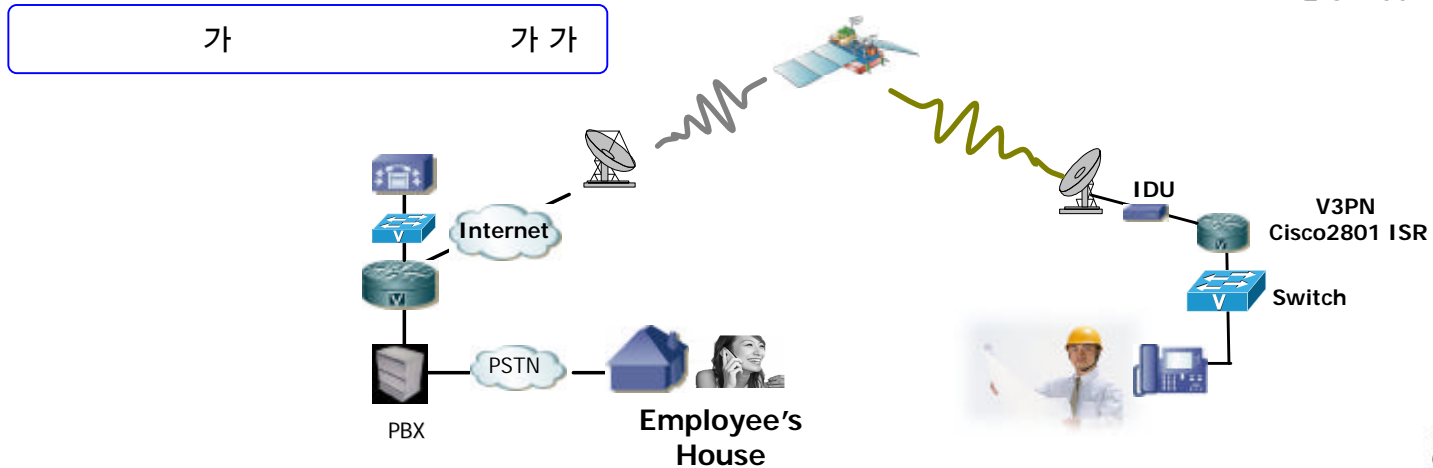 가 가 가
Internet
IDU
V3PN
Cisco2801 ISR
V
Switch
V
V
V
PSTN
PBX
Employee's
House